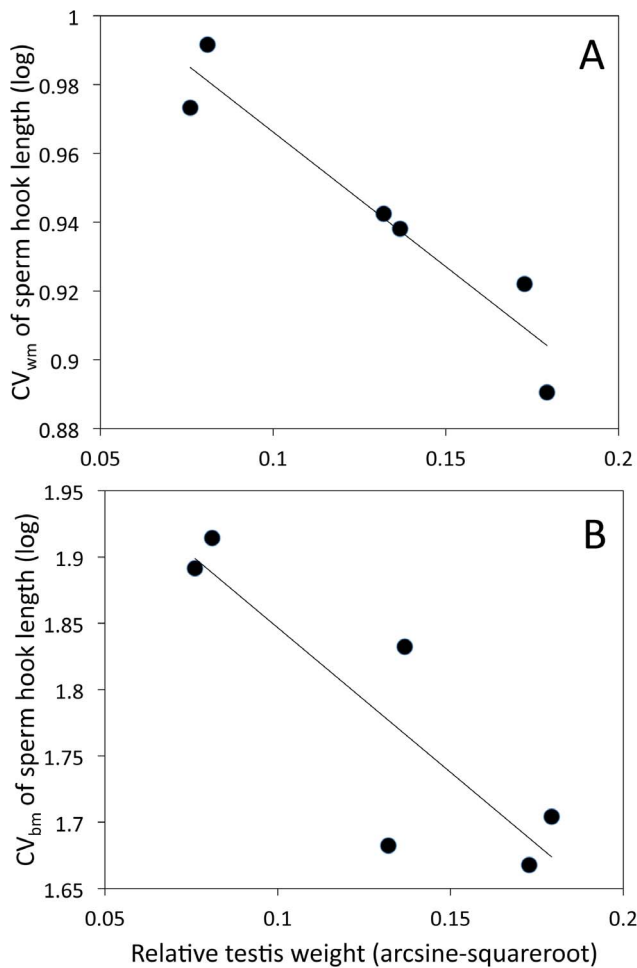 A
CVwm of sperm hook length (log)
1
0.98
0.96
0.94
0.92
0.9
0.88
0.05 0.1 0.15 0.2
B
CVbm of sperm hook length (log)
1.95
1.9
1.85
1.8
1.75
1.7
1.65
0.05 0.1 0.15 0.2
Relative testis weight (arcsine-squareroot)